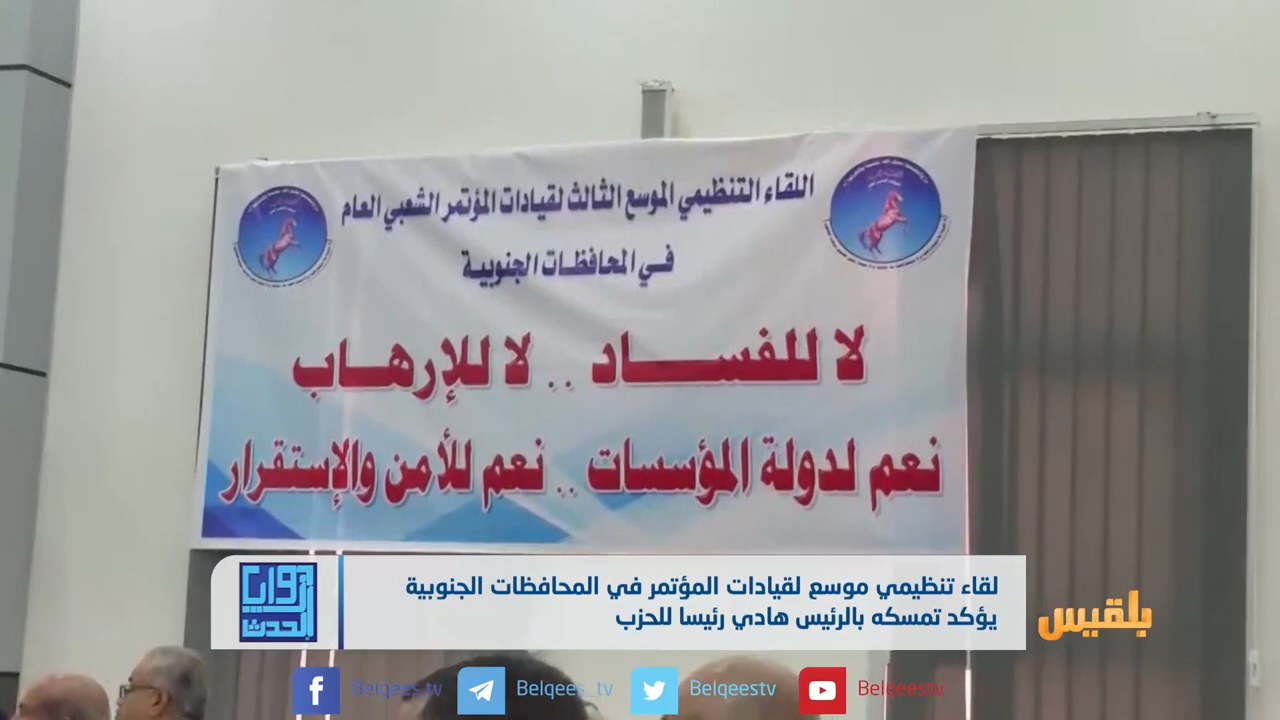 اللقاء التنظيمي الموسع الثالث لقيادات المؤتمر الشعبي العام
في المحافظات الجنوبية
لا للفساد .. لا للإرهاب
نعم لدولة المؤسسات .. نعم للأمن والإستقرار
لقاء تنظيمي موسع لقيادات المؤتمر في المحافظات الجنوبية
يؤكد تمسكه بالرئيس هادي رئيسا للحزب
زوايا الحدث
بلقيس
Belqees.tv
Belqees_tv
Belqeestv
Belqeestv